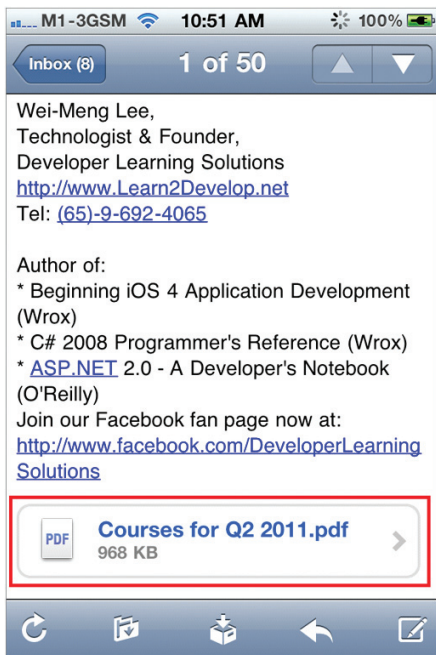 M1-3GSM 10:51 AM 100%
Inbox (8) 1 of 50
Wei-Meng Lee,
Technologist & Founder,
Developer Learning Solutions
http://www.Learn2Develop.net
Tel: (65)-9-692-4065
Author of:
* Beginning iOS 4 Application Development
(Wrox)
* C# 2008 Programmer's Reference (Wrox)
* ASP.NET 2.0 - A Developer's Notebook
(O'Reilly)
Join our Facebook fan page now at:
http://www.facebook.com/DeveloperLearning
Solutions
PDF Courses for Q2 2011.pdf
968 KB